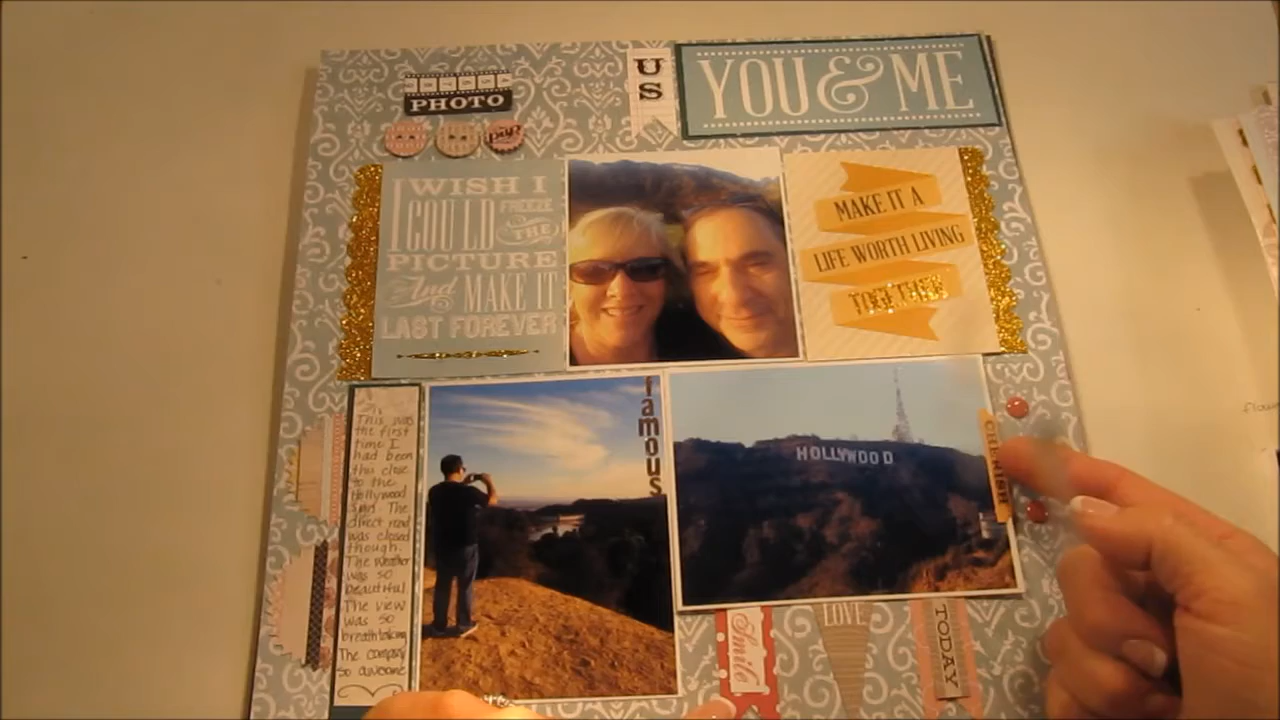 PHOTO
pup
US
YOU & ME
I WISH I
COULD FREEZE
THE
PICTURE
And MAKE IT
LAST FOREVER
MAKE IT A
LIFE WORTH LIVING
TOGETHER
This was
the first
time I
had been
this close
to the
Hollywood
sign. The
direct road
was closed
though.
The weather
was so
beautiful.
The view
was so
breathtaking
The company
so awesome
famous
HOLLYWOOD
CHERISH
Smile
LOVE
TODAY